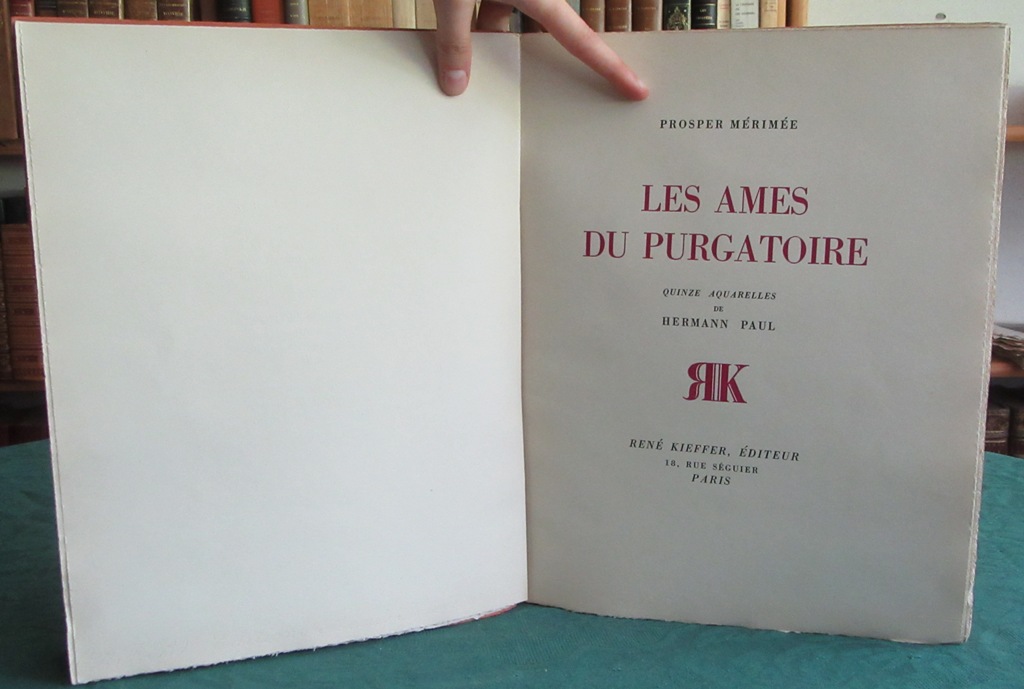 PROSPER MÉRIMÉE
LES AMES
DU PURGATOIRE
QUINZE AQUARELLES
DE
HERMANN PAUL
RK
RENÉ KIEFFER, ÉDITEUR
18, RUE SÉGUIER
PARIS